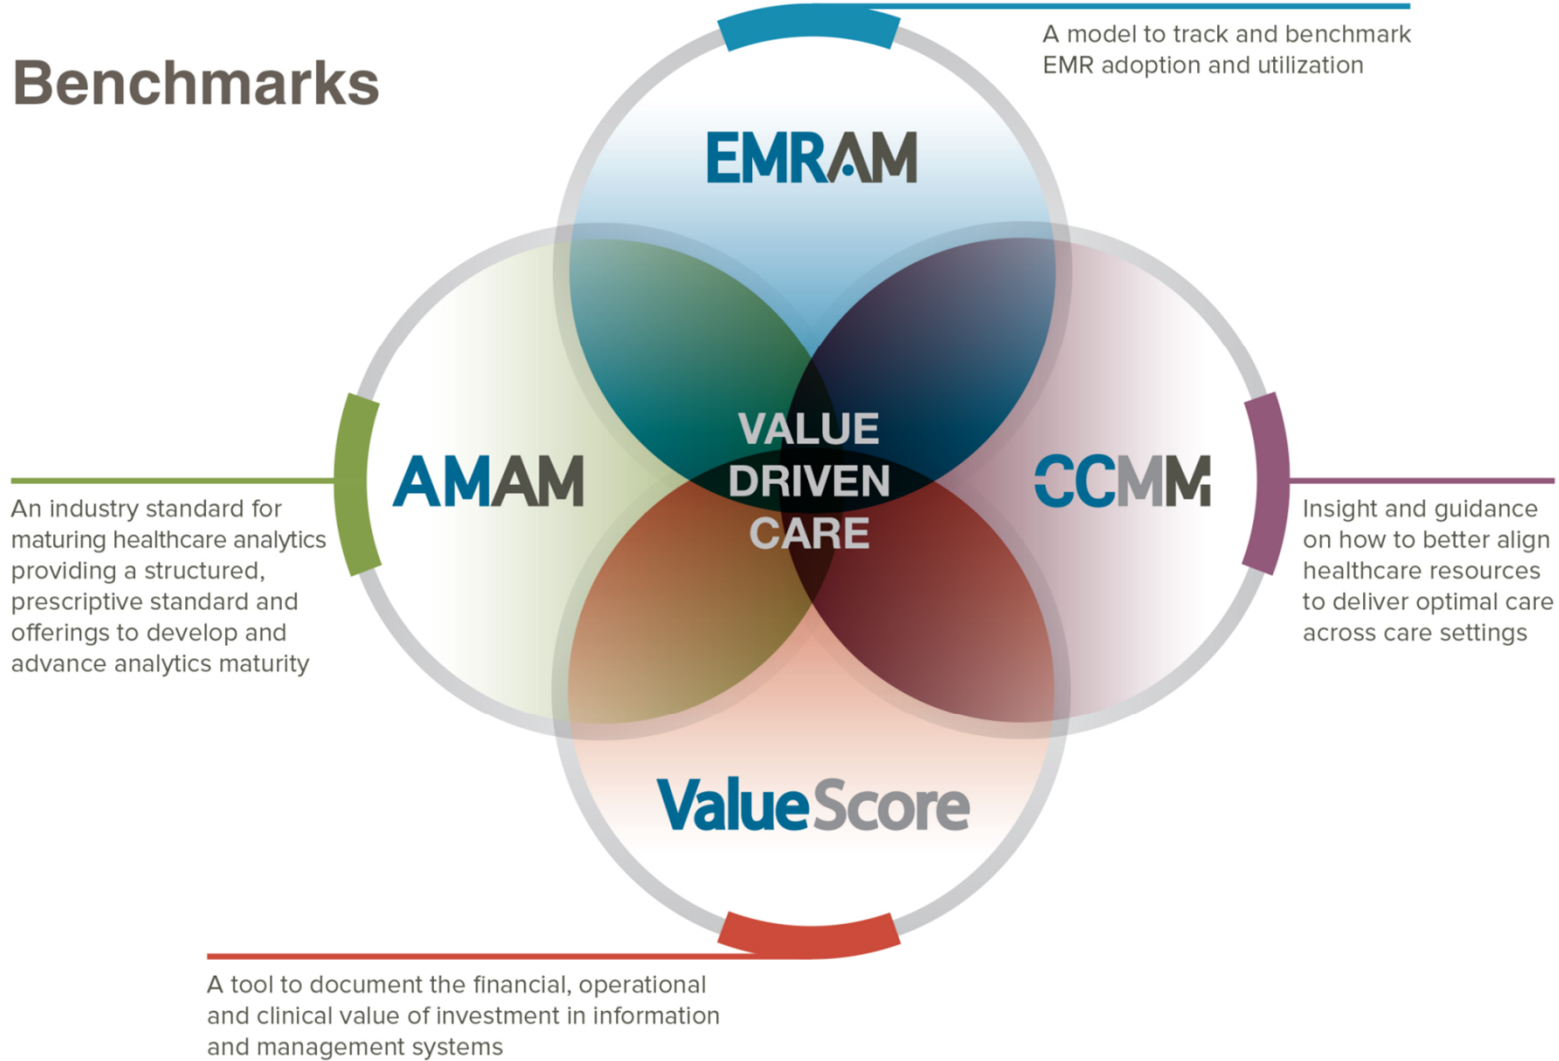 Benchmarks
A model to track and benchmark
EMR adoption and utilization
EMRAM
VALUE
DRIVEN
CARE
AMAM
CCMM
An industry standard for
maturing healthcare analytics
providing a structured,
prescriptive standard and
offerings to develop and
advance analytics maturity
Insight and guidance
on how to better align
healthcare resources
to deliver optimal care
across care settings
ValueScore
A tool to document the financial, operational
and clinical value of investment in information
and management systems